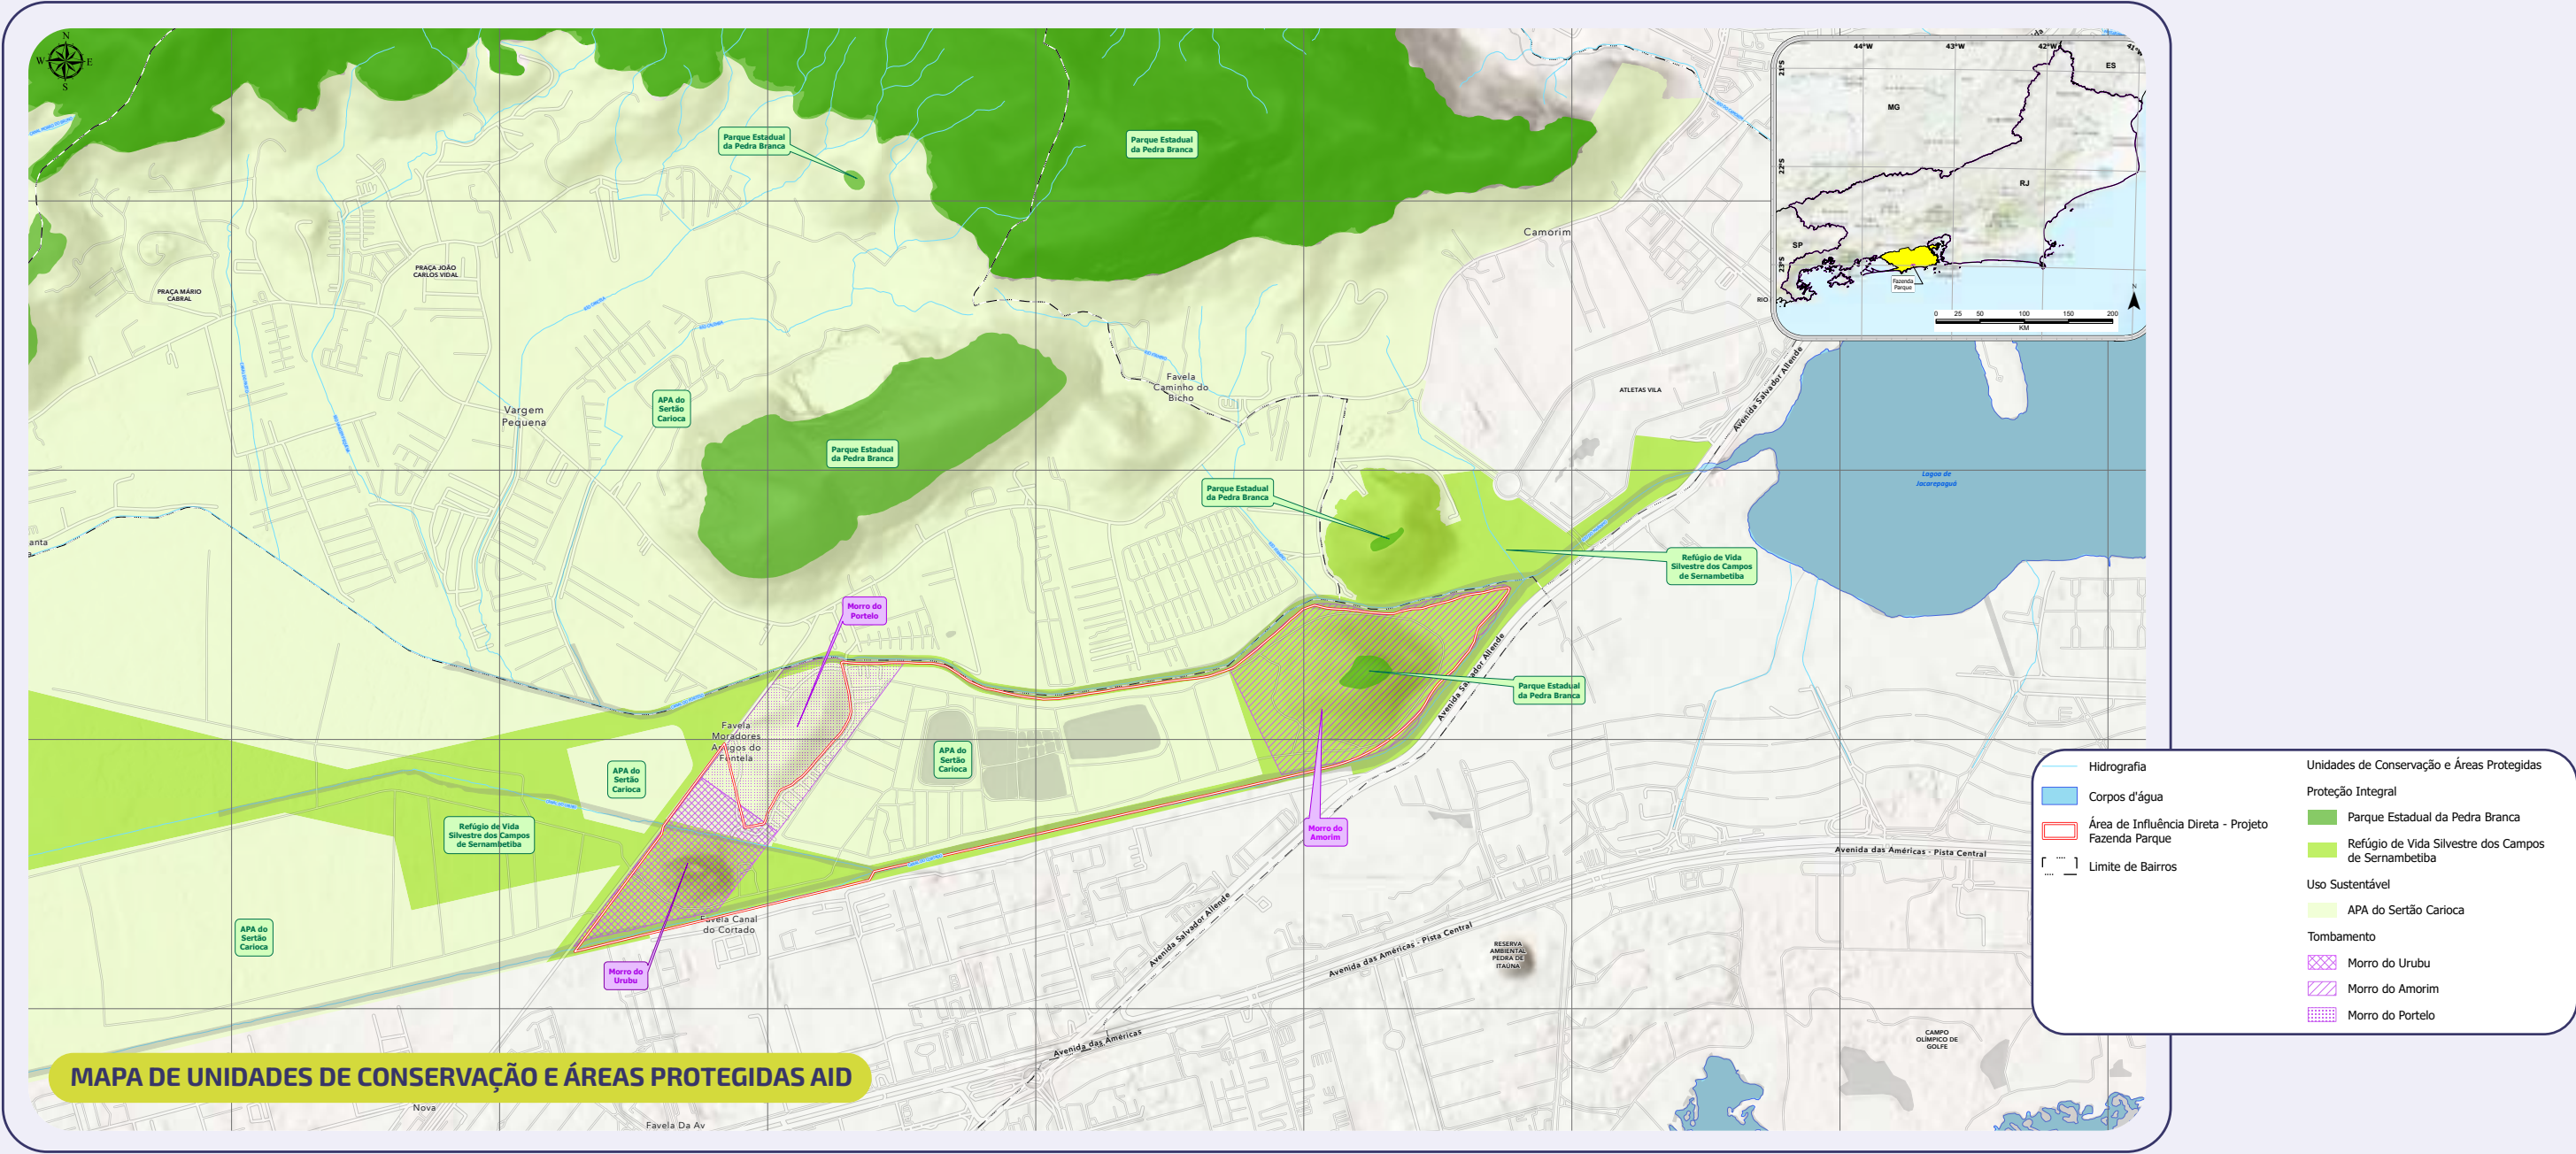 N
W
E
S
Parque Estadual
da Pedra Branca
Parque Estadual
da Pedra Branca
Camorim
PRAÇA JOÃO
CARLOS VIDAL
PRAÇA MÁRIO
CABRAL
Vargem
Pequena
APA do
Sertão
Carioca
Parque Estadual
da Pedra Branca
Favela
Caminho do
Bicho
ATLETAS VILA
Avenida Salvador Allende
Parque Estadual
da Pedra Branca
Lagoa de
Jacarepaguá
Refúgio de Vida
Silvestre dos Campos
de Sernambetiba
anta
Morro do
Portelo
Parque Estadual
da Pedra Branca
Avenida Salvador Allende
Favela
Moradores
Amigos do
Fontela
APA do
Sertão
Carioca
APA do
Sertão
Carioca
Refúgio de Vida
Silvestre dos Campos
de Sernambetiba
Morro do
Amorim
Avenida das Américas - Pista Central
APA do
Sertão
Carioca
Favela Canal
do Cortado
Morro do
Urubu
Avenida Salvador Allende
Avenida das Américas - Pista Central
RESERVA
AMBIENTAL
PEDRA DE
ITAÚNA
Avenida das Américas
CAMPO
OLÍMPICO DE
GOLFE
Nova
Favela Da Av
MAPA DE UNIDADES DE CONSERVAÇÃO E ÁREAS PROTEGIDAS AID
44°W
43°W
42°W
41°W
21°S
22°S
23°S
ES
MG
RJ
SP
RIO
Fazenda
Parque
N
0 25 50 100 150 200
KM
Hidrografia
Corpos d'água
Área de Influência Direta - Projeto
Fazenda Parque
Limite de Bairros
Unidades de Conservação e Áreas Protegidas
Proteção Integral
Parque Estadual da Pedra Branca
Refúgio de Vida Silvestre dos Campos
de Sernambetiba
Uso Sustentável
APA do Sertão Carioca
Tombamento
Morro do Urubu
Morro do Amorim
Morro do Portelo